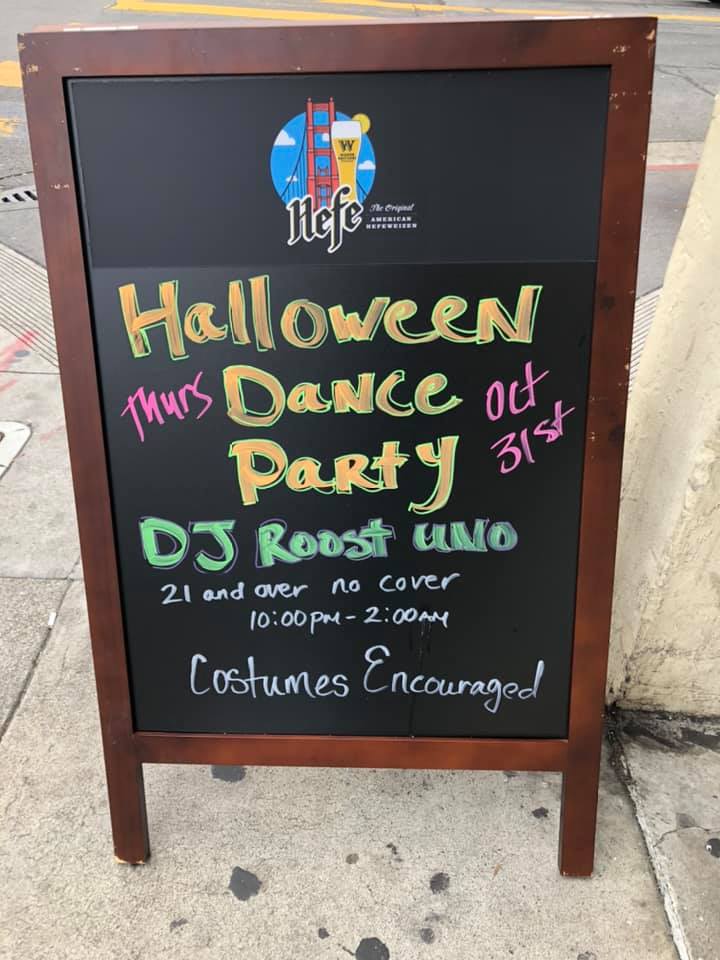 W
Hefe
The Original
AMERICAN
HEFEWEIZEN
Halloween
Thurs Dance Oct
Party 31st
DJ Roost uno
21 and over no cover
10:00pm-2:00am
Costumes Encouraged